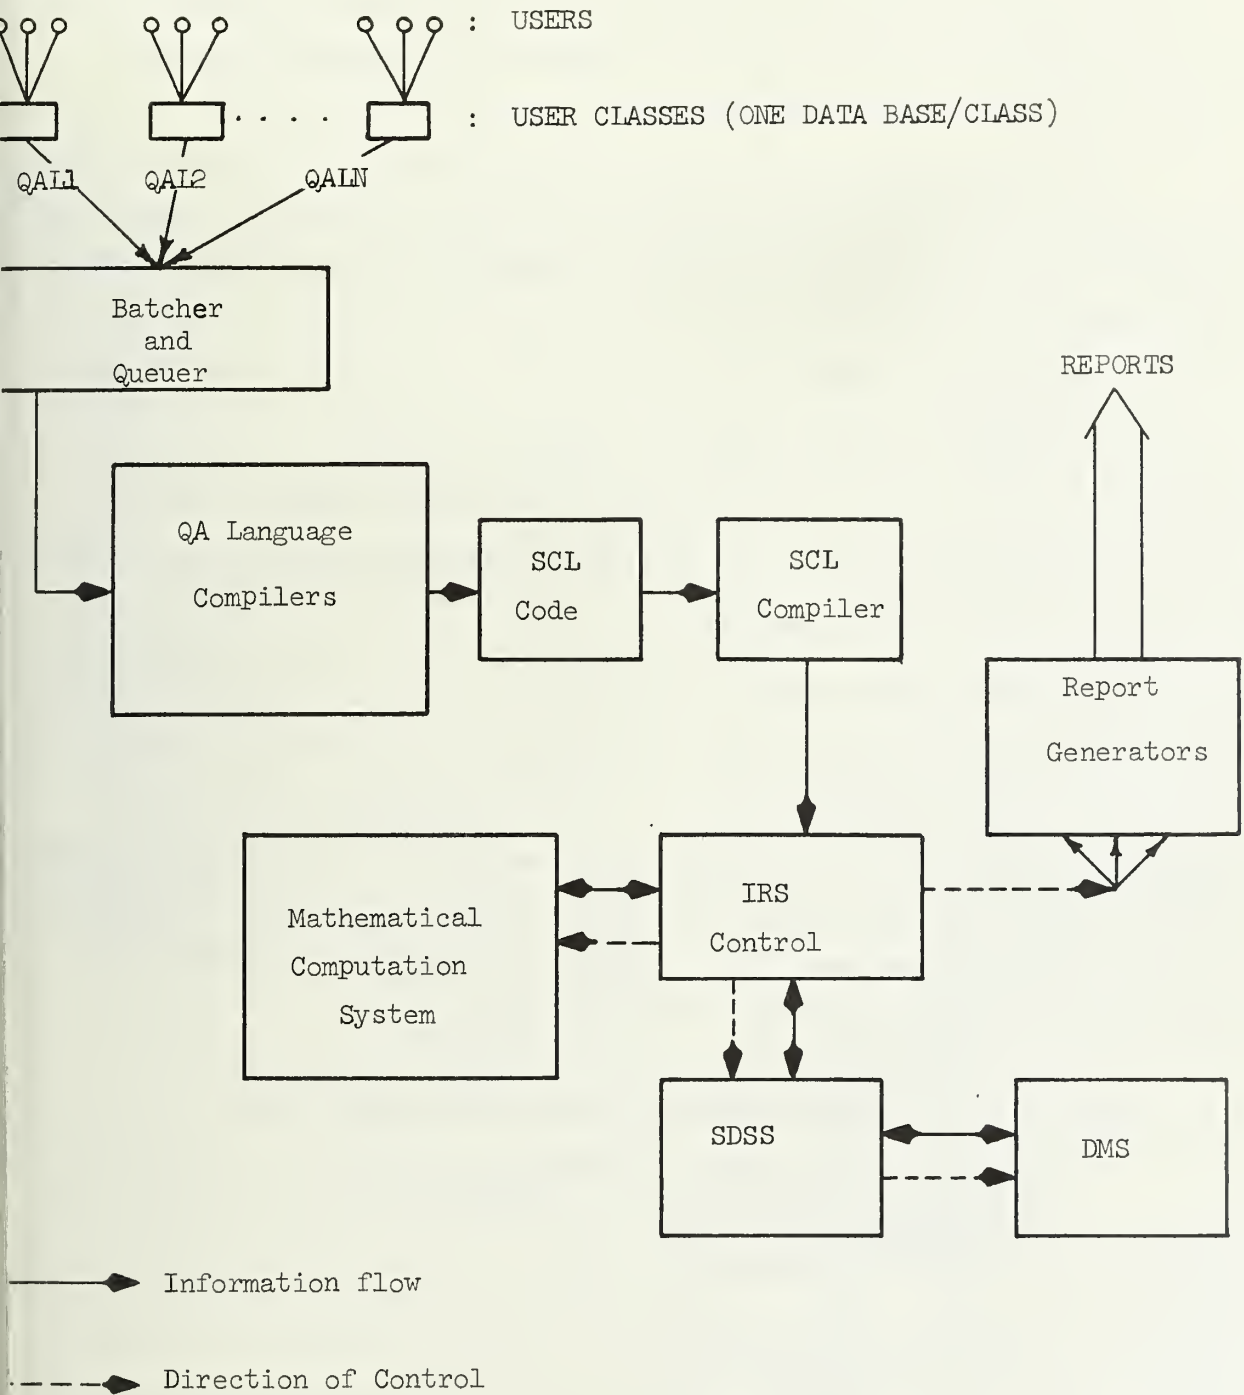 : USERS
: USER CLASSES (ONE DATA BASE/CLASS)
QAL1 QAL2 QALN
Batcher
and
Queuer
REPORTS
QA Language
Compilers
SCL
Code
SCL
Compiler
Report
Generators
Mathematical
Computation
System
IRS
Control
SDSS
DMS
Information flow
Direction of Control